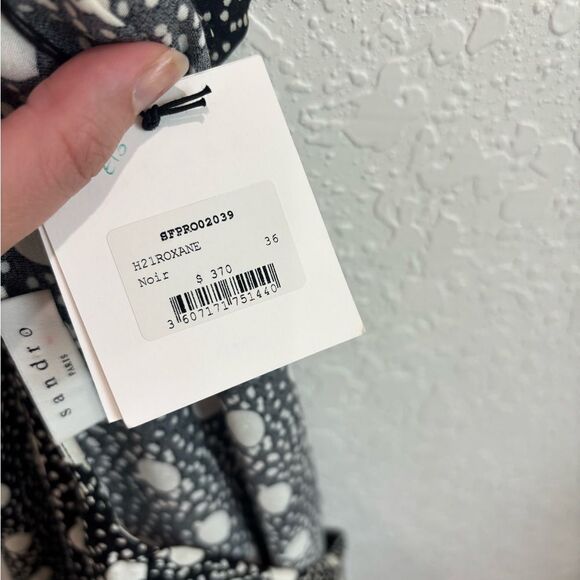 SFPRO02039
H21ROXANE 36
Noir $ 370
3 607171 751440
sandro
PARIS